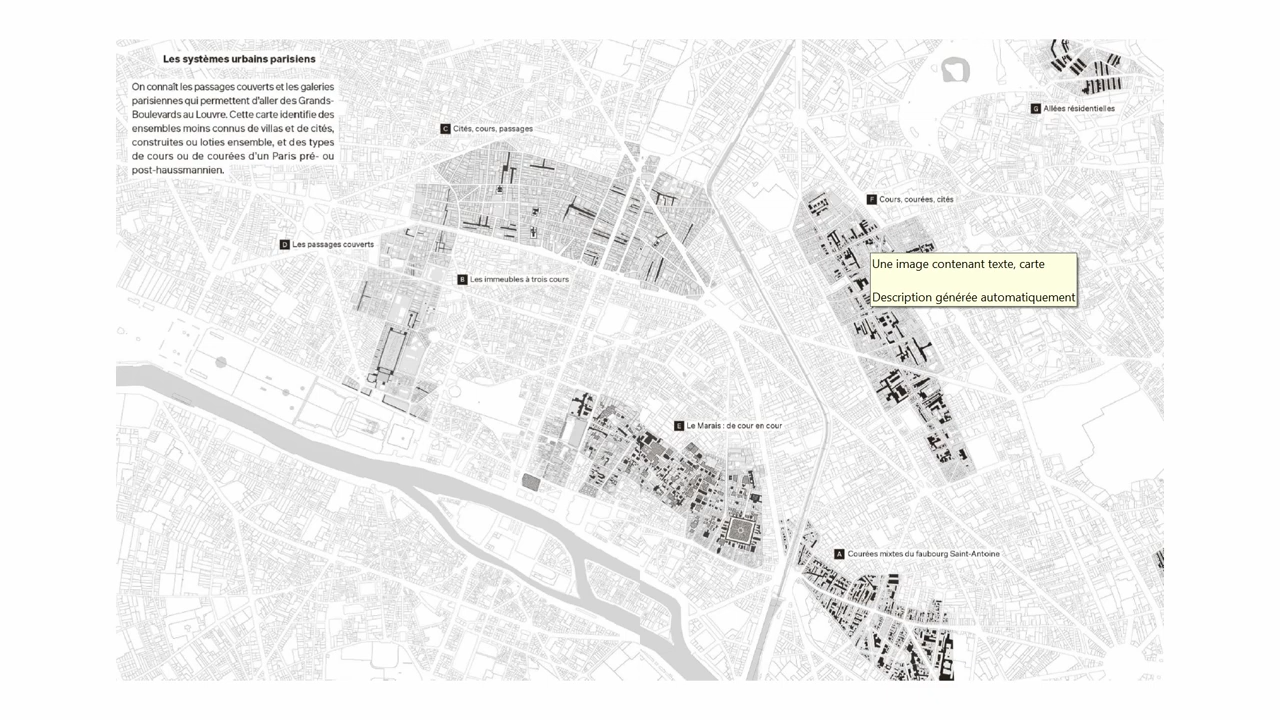 Les systèmes urbains parisiens
On connaît les passages couverts et les galeries
parisiennes qui permettent d'aller des Grands-
Boulevards au Louvre. Cette carte identifie des
ensembles moins connus de villas et de cités,
construites ou loties ensemble, et des types
de cours ou de courées d'un Paris pré- ou
post-haussmannien.
G Allées résidentielles
C Cités, cours, passages
F Cours, courées, cités
D Les passages couverts
Une image contenant texte, carte
Description générée automatiquement
B Les immeubles à trois cours
E Le Marais : de cour en cour
A Courées mixtes du faubourg Saint-Antoine